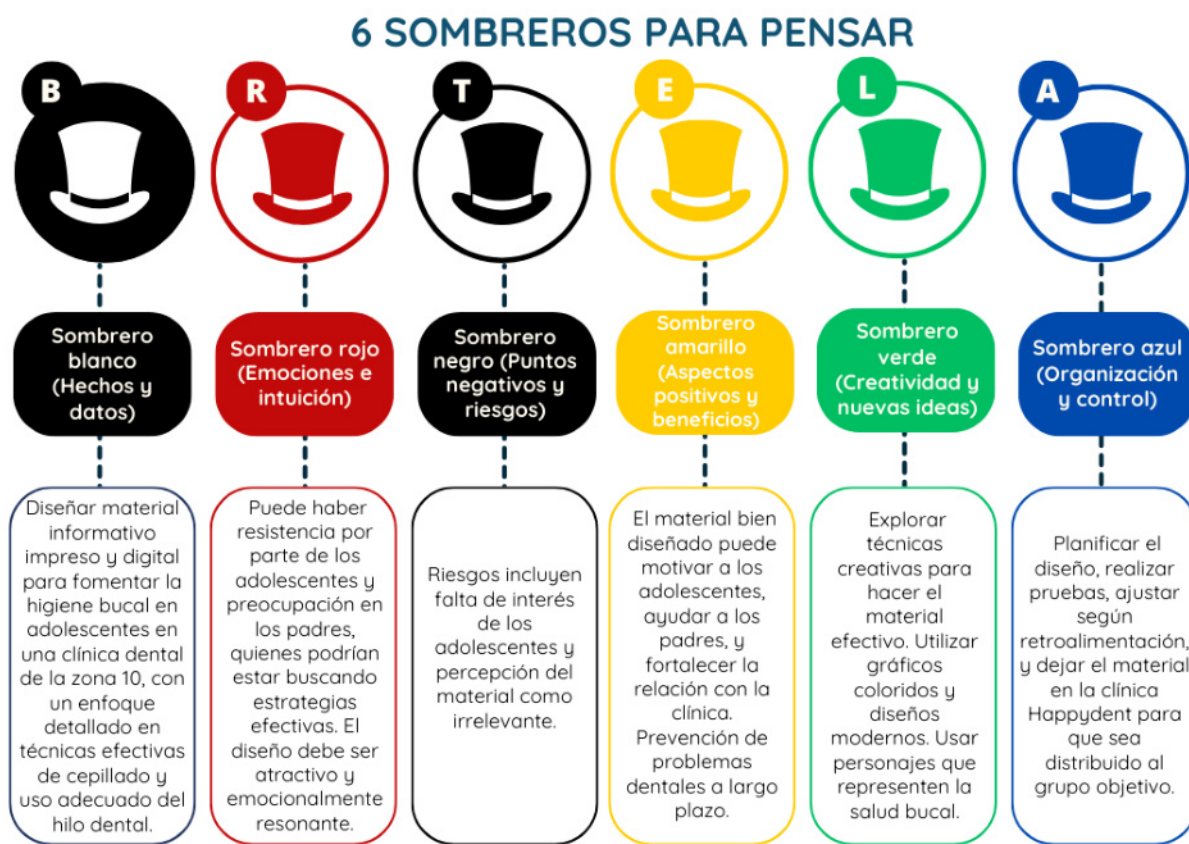 6 SOMBREROS PARA PENSAR
B
R
T
E
L
A
Sombrero
blanco
(Hechos y
datos)
Sombrero rojo
(Emociones e
intuición)
Sombrero
negro (Puntos
negativos y
riesgos)
Sombrero
amarillo
(Aspectos
positivos y
beneficios)
Sombrero
verde
(Creatividad y
nuevas ideas)
Sombrero azul
(Organización
y control)
Diseñar material
informativo
impreso y digital
para fomentar la
higiene bucal en
adolescentes en
una clínica dental
de la zona 10, con
un enfoque
detallado en
técnicas efectivas
de cepillado y
uso adecuado del
hilo dental.
Puede haber
resistencia por
parte de los
adolescentes y
preocupación en
los padres,
quienes podrían
estar buscando
estrategias
efectivas. El
diseño debe ser
atractivo y
emocionalmente
resonante.
Riesgos incluyen
falta de interés
de los
adolescentes y
percepción del
material como
irrelevante.
El material bien
diseñado puede
motivar a los
adolescentes,
ayudar a los
padres, y
fortalecer la
relación con la
clínica.
Prevención de
problemas
dentales a largo
plazo.
Explorar
técnicas
creativas para
hacer el
material
efectivo. Utilizar
gráficos
coloridos y
diseños
modernos. Usar
personajes que
representen la
salud bucal.
Planificar el
diseño, realizar
pruebas, ajustar
según
retroalimentación,
y dejar el material
en la clínica
Happydent para
que sea
distribuido al
grupo objetivo.